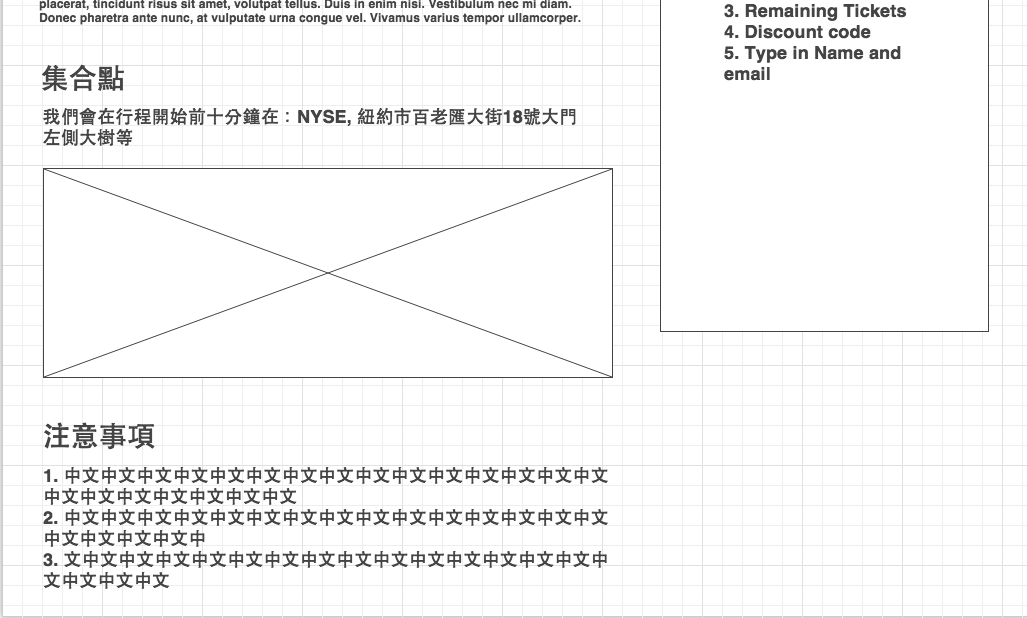 placerat, tincidunt risus sit amet, volutpat tellus. Duis in enim nisi. Vestibulum nec mi diam.
Donec pharetra ante nunc, at vulputate urna congue vel. Vivamus varius tempor ullamcorper.
集合點
我們會在行程開始前十分鐘在：NYSE, 紐約市百老匯大街18號大門
左側大樹等
注意事項
1. 中文中文中文中文中文中文中文中文中文中文中文中文中文中文中文
中文中文中文中文中文中文中文
2. 中文中文中文中文中文中文中文中文中文中文中文中文中文中文中文
中文中文中文中文中
3. 文中文中文中文中文中文中文中文中文中文中文中文中文中文中文中
文中文中文中文
3. Remaining Tickets
4. Discount code
5. Type in Name and
email